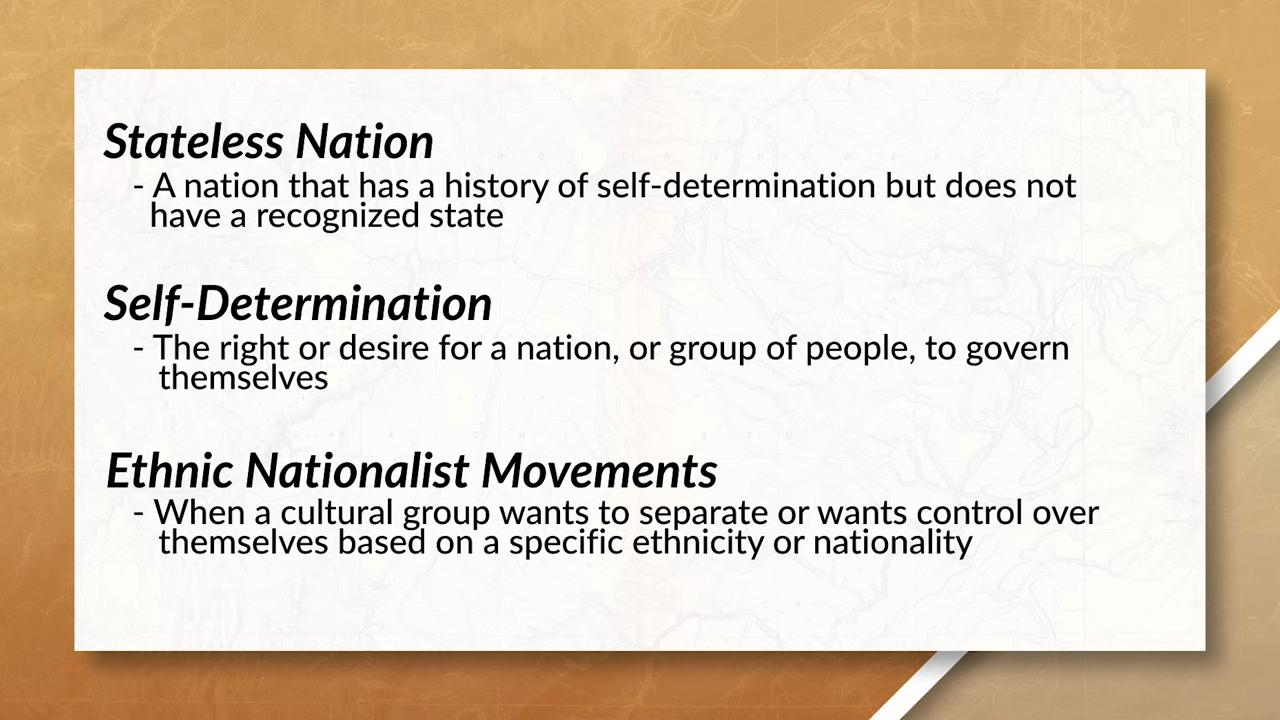 Stateless Nation
- A nation that has a history of self-determination but does not
have a recognized state
Self-Determination
- The right or desire for a nation, or group of people, to govern
themselves
Ethnic Nationalist Movements
- When a cultural group wants to separate or wants control over
themselves based on a specific ethnicity or nationality